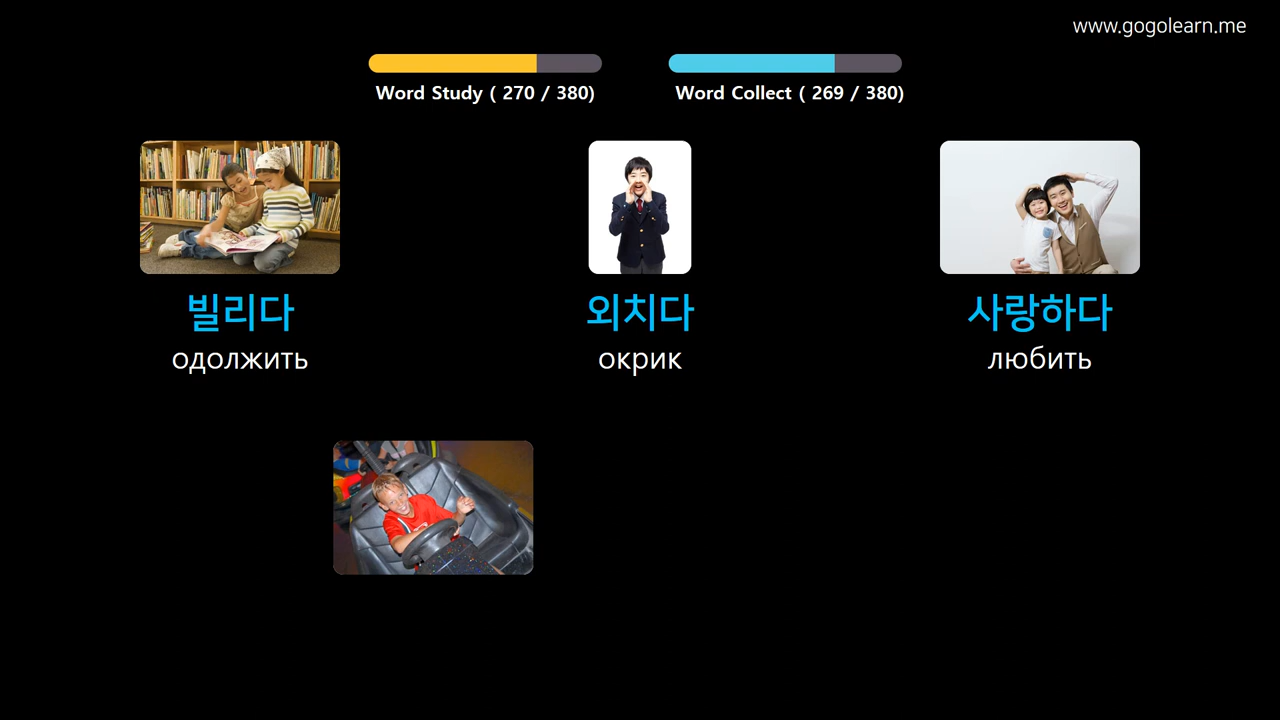 www.gogolearn.me
Word Study ( 270 / 380)
Word Collect ( 269 / 380)
빌리다
외치다
사랑하다
одолжить
окрик
любить